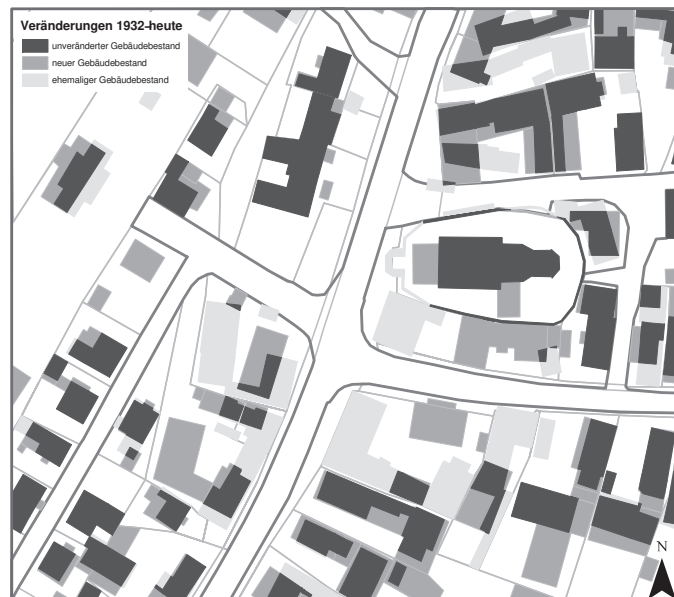 Veränderungen 1932-heute
unveränderter Gebäudebestand
neuer Gebäudebestand
ehemaliger Gebäudebestand
N